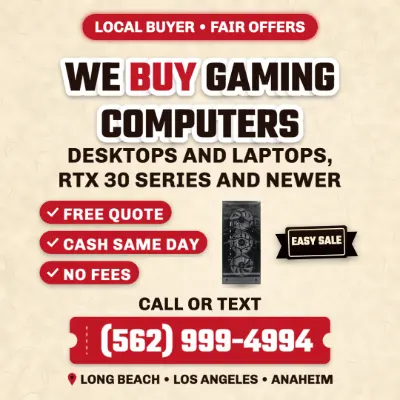 LOCAL BUYER • FAIR OFFERS
WE BUY GAMING
COMPUTERS
DESKTOPS AND LAPTOPS,
RTX 30 SERIES AND NEWER
FREE QUOTE
CASH SAME DAY
NO FEES
EASY SALE
CALL OR TEXT
(562) 999-4994
LONG BEACH • LOS ANGELES • ANAHEIM